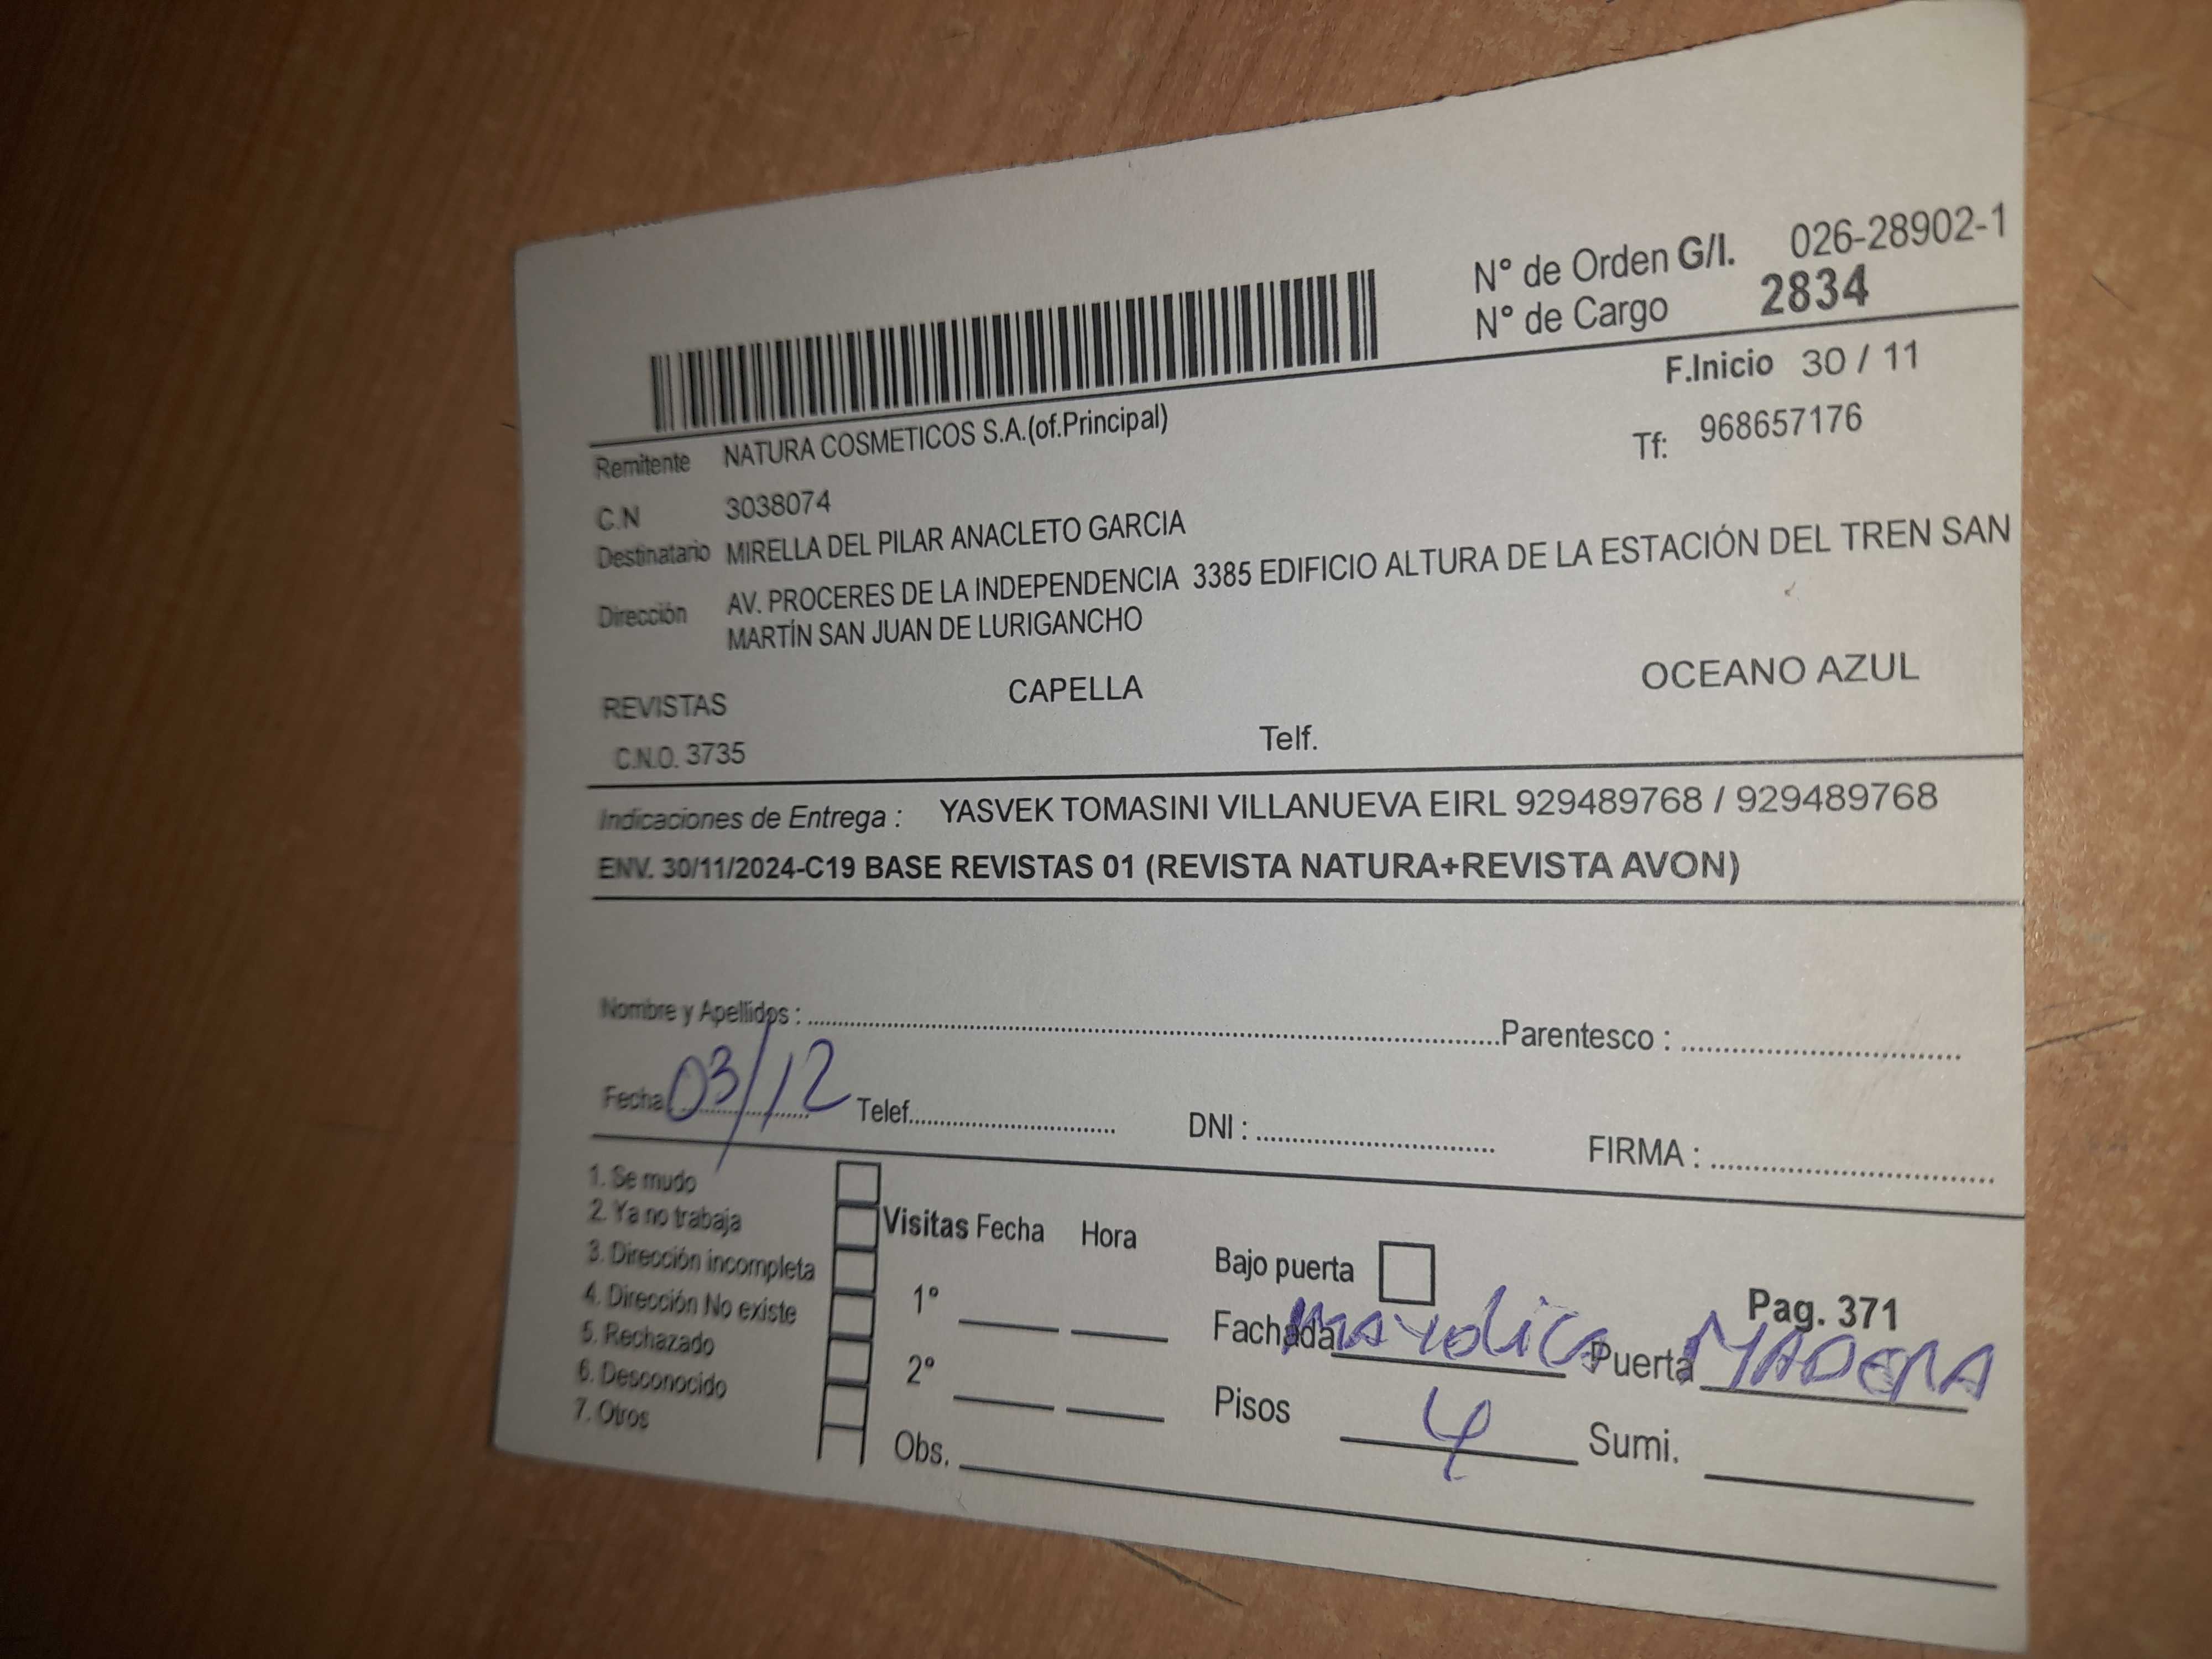 N° de Orden G/I. 026-28902-1
N° de Cargo 2834
F.Inicio 30 / 11
Remitente NATURA COSMETICOS S.A.(of.Principal)
Tf: 968657176
C.N 3038074
Destinatario MIRELLA DEL PILAR ANACLETO GARCIA
Dirección AV. PROCERES DE LA INDEPENDENCIA 3385 EDIFICIO ALTURA DE LA ESTACIÓN DEL TREN SAN
MARTÍN SAN JUAN DE LURIGANCHO
REVISTAS CAPELLA OCEANO AZUL
C.N.O. 3735 Telf.
Indicaciones de Entrega : YASVEK TOMASINI VILLANUEVA EIRL 929489768 / 929489768
ENV. 30/11/2024-C19 BASE REVISTAS 01 (REVISTA NATURA+REVISTA AVON)
Nombre y Apellidos : Parentesco :
Fecha 03/12 Telef. DNI : FIRMA :
1. Se mudo
2. Ya no trabaja
3. Dirección incompleta
4. Dirección No existe
5. Rechazado
6. Desconocido
7. Otros
Visitas Fecha Hora
1°
2°
Obs.
Bajo puerta
Pag. 371
Fachada mayolica Puerta MADERA
Pisos 4 Sumi.